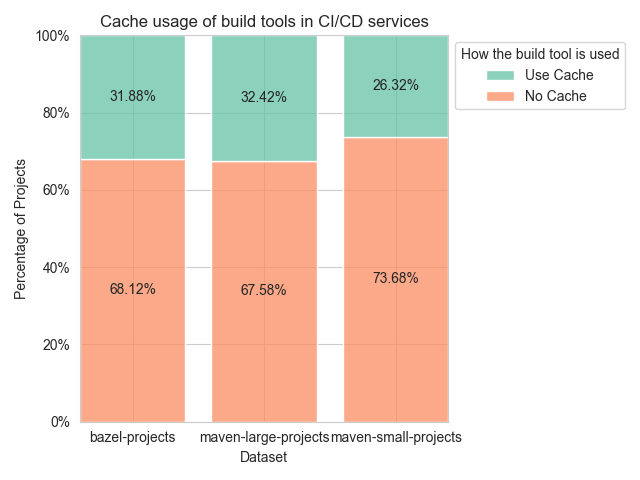 Cache usage of build tools in CI/CD services
100%
80%
60%
40%
20%
0%
Percentage of Projects
31.88%
32.42%
26.32%
68.12%
67.58%
73.68%
bazel-projects
maven-large-projects
maven-small-projects
Dataset
How the build tool is used
Use Cache
No Cache